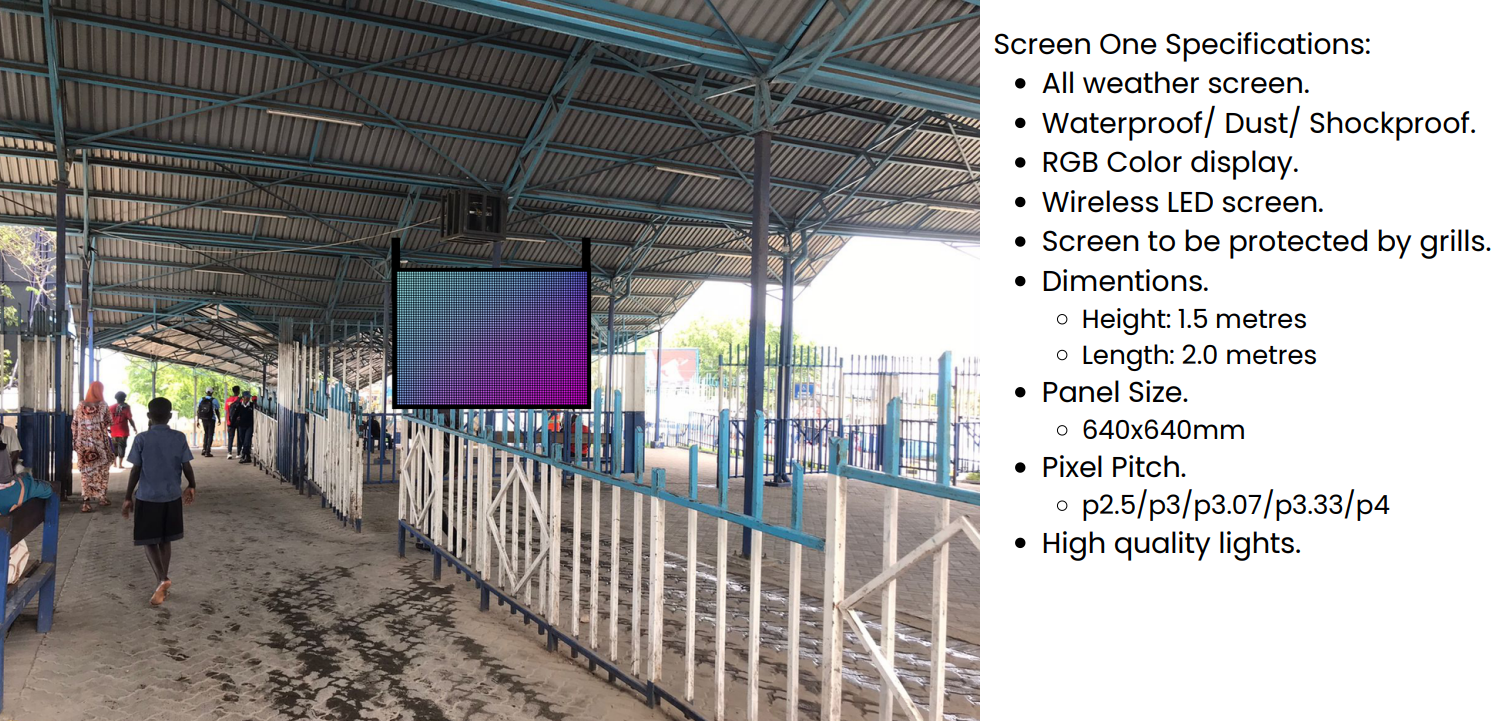 Screen One Specifications:
• All weather screen.
• Waterproof/ Dust/ Shockproof.
• RGB Color display.
• Wireless LED screen.
• Screen to be protected by grills.
• Dimentions.
○ Height: 1.5 metres
○ Length: 2.0 metres
• Panel Size.
○ 640x640mm
• Pixel Pitch.
○ p2.5/p3/p3.07/p3.33/p4
• High quality lights.